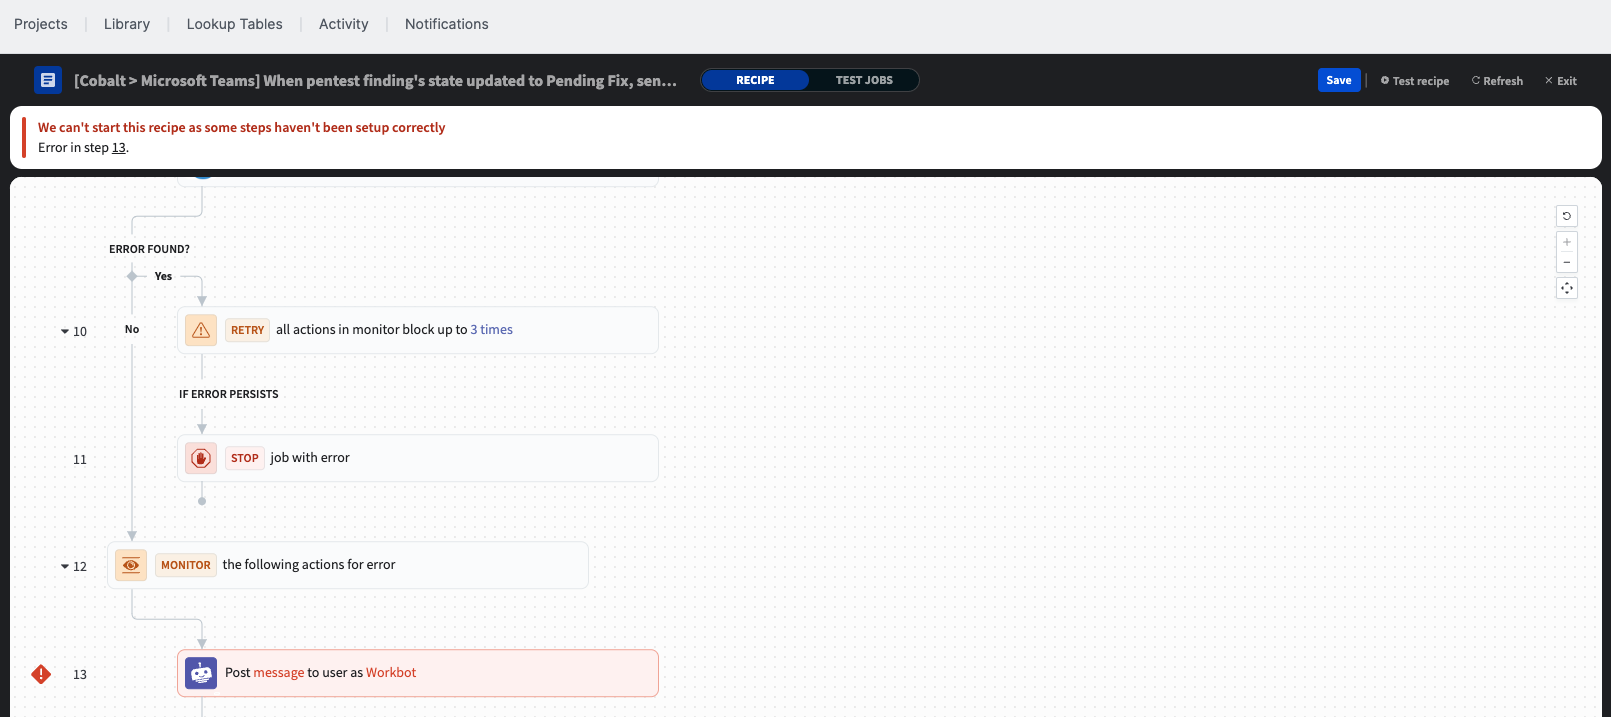 Projects
Library
Lookup Tables
Activity
Notifications
[Cobalt > Microsoft Teams] When pentest finding's state updated to Pending Fix, sen...
RECIPE
TEST JOBS
Save
Test recipe
Refresh
Exit
We can't start this recipe as some steps haven't been setup correctly
Error in step 13.
ERROR FOUND?
Yes
10
No
RETRY all actions in monitor block up to 3 times
IF ERROR PERSISTS
11
STOP job with error
12
MONITOR the following actions for error
13
Post message to user as Workbot